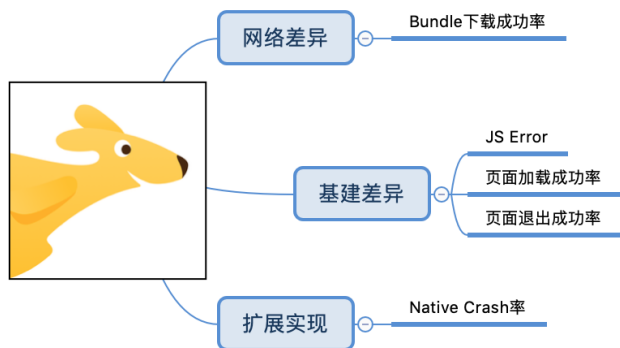 网络差异
Bundle下载成功率
基建差异
JS Error
页面加载成功率
页面退出成功率
扩展实现
Native Crash率